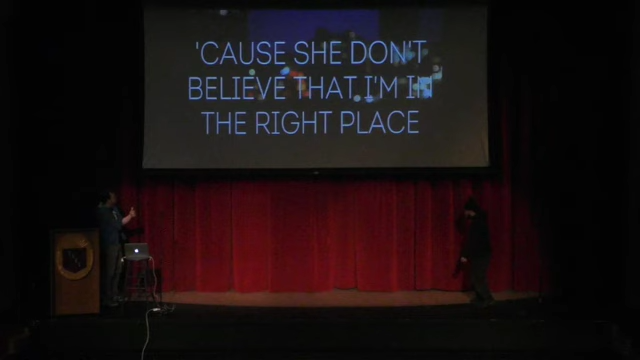 'CAUSE SHE DON'T
BELIEVE THAT I'M IN
THE RIGHT PLACE